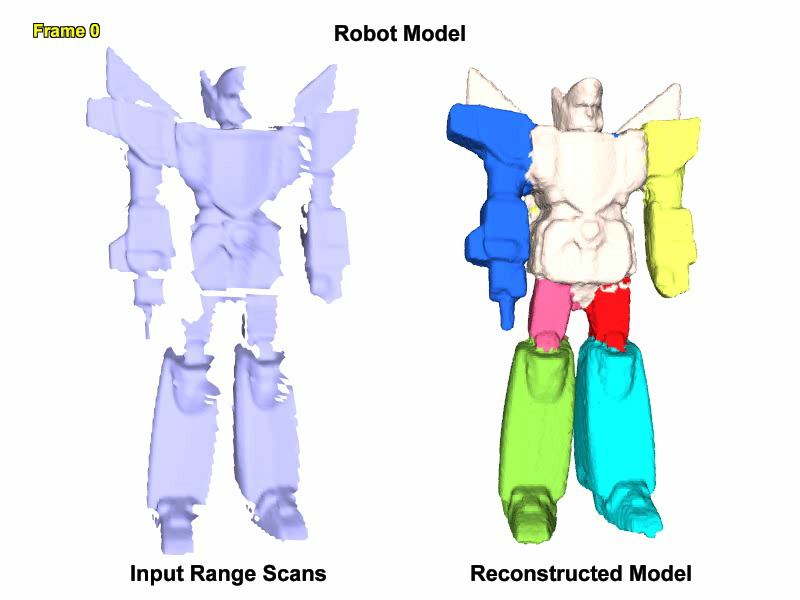 Frame 0
Robot Model
Input Range Scans
Reconstructed Model